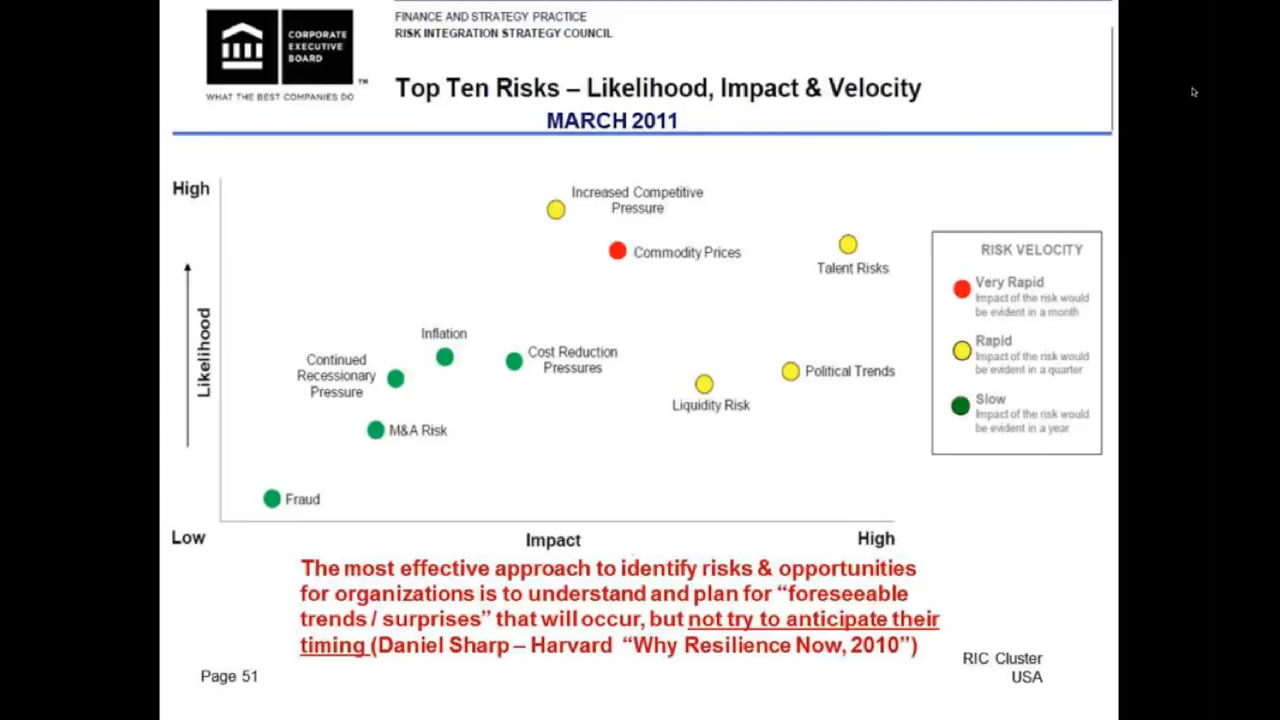 CORPORATE
EXECUTIVE
BOARD
TM
WHAT THE BEST COMPANIES DO
FINANCE AND STRATEGY PRACTICE
RISK INTEGRATION STRATEGY COUNCIL
Top Ten Risks – Likelihood, Impact & Velocity
MARCH 2011
High
Likelihood
Low
Impact
High
Increased Competitive
Pressure
Commodity Prices
Talent Risks
Inflation
Continued
Recessionary
Pressure
Cost Reduction
Pressures
Political Trends
Liquidity Risk
M&A Risk
Fraud
RISK VELOCITY
Very Rapid
Impact of the risk would
be evident in a month
Rapid
Impact of the risk would
be evident in a quarter
Slow
Impact of the risk would
be evident in a year
The most effective approach to identify risks & opportunities
for organizations is to understand and plan for “foreseeable
trends / surprises” that will occur, but not try to anticipate their
timing (Daniel Sharp – Harvard “Why Resilience Now, 2010”)
Page 51
RIC Cluster
USA